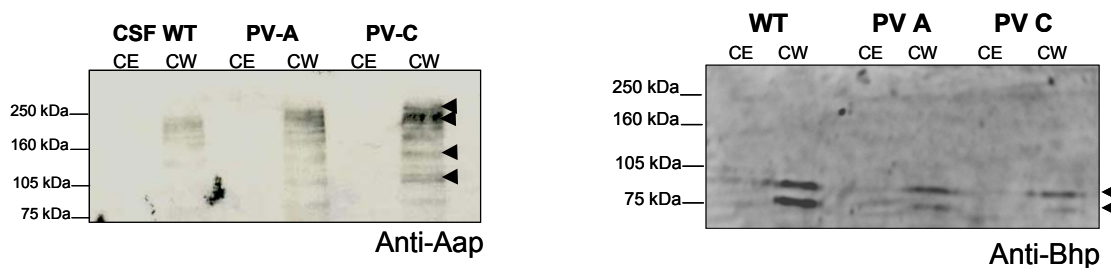 CSF WT PV-A PV-C
CE CW CE CW CE CW
250 kDa
160 kDa
105 kDa
75 kDa
Anti-Aap
WT PV A PV C
CE CW CE CW CE CW
250 kDa
160 kDa
105 kDa
75 kDa
Anti-Bhp